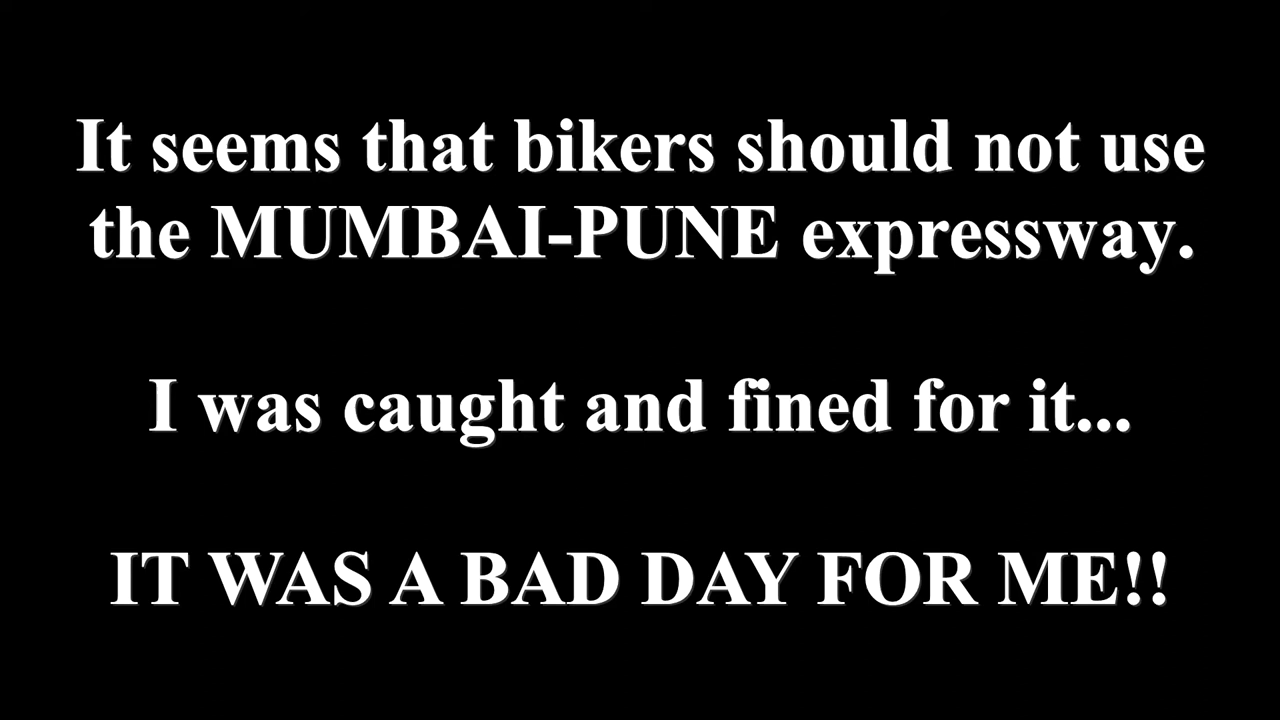 It seems that bikers should not use
the MUMBAI-PUNE expressway.
I was caught and fined for it...
IT WAS A BAD DAY FOR ME!!